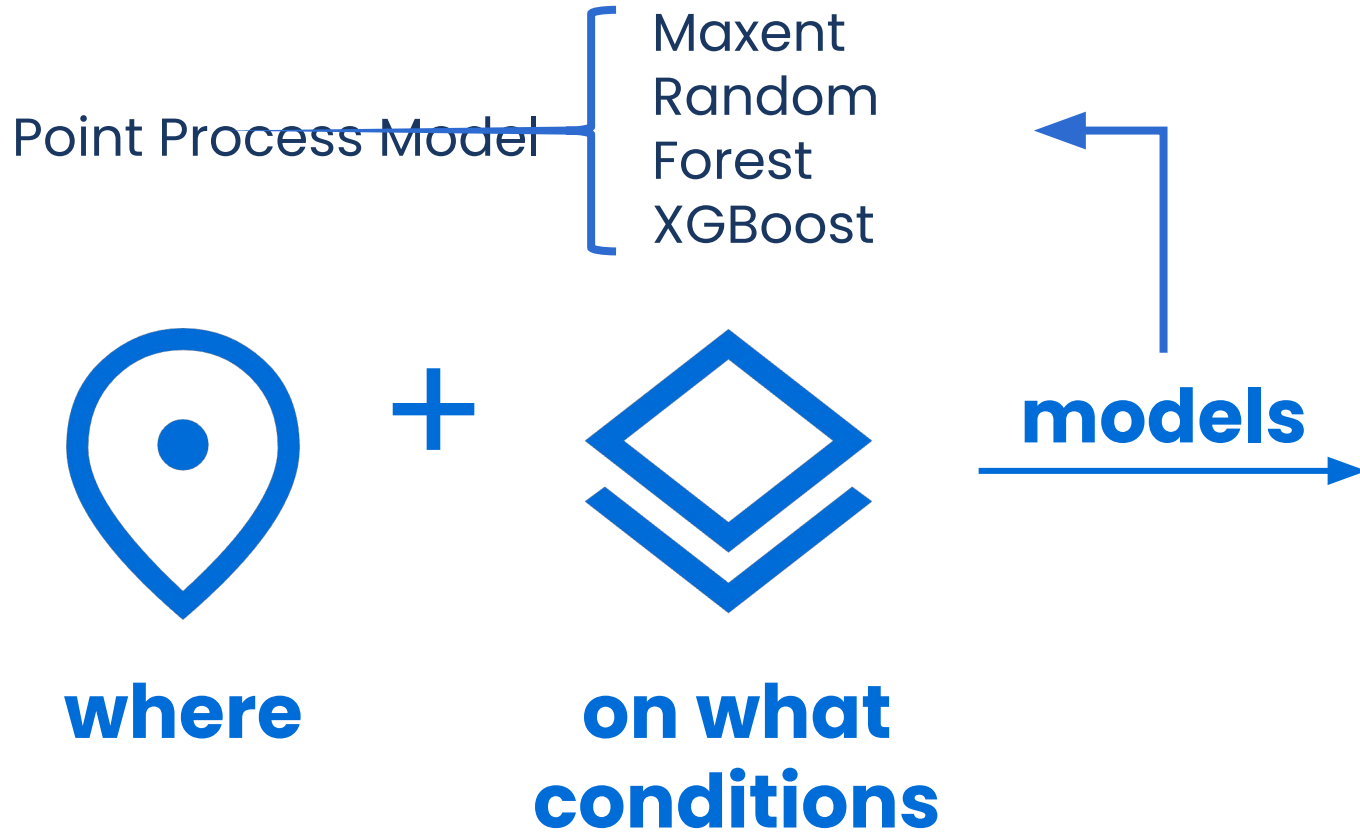 Maxent
Random
Forest
XGBoost
Point Process Model
models
where
on what
conditions